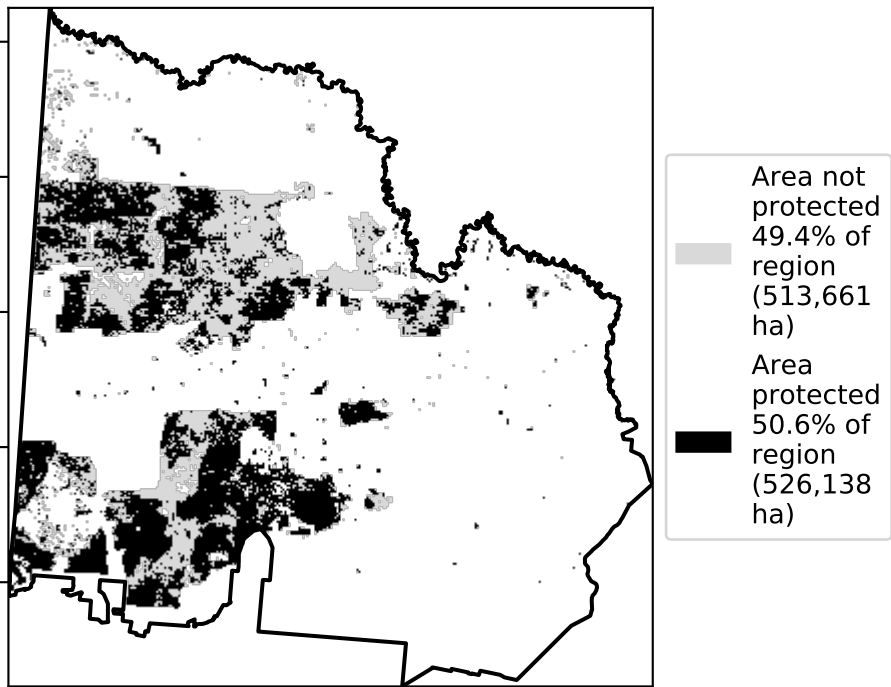 Area not
protected
49.4% of
region
(513,661
ha)
Area
protected
50.6% of
region
(526,138
ha)